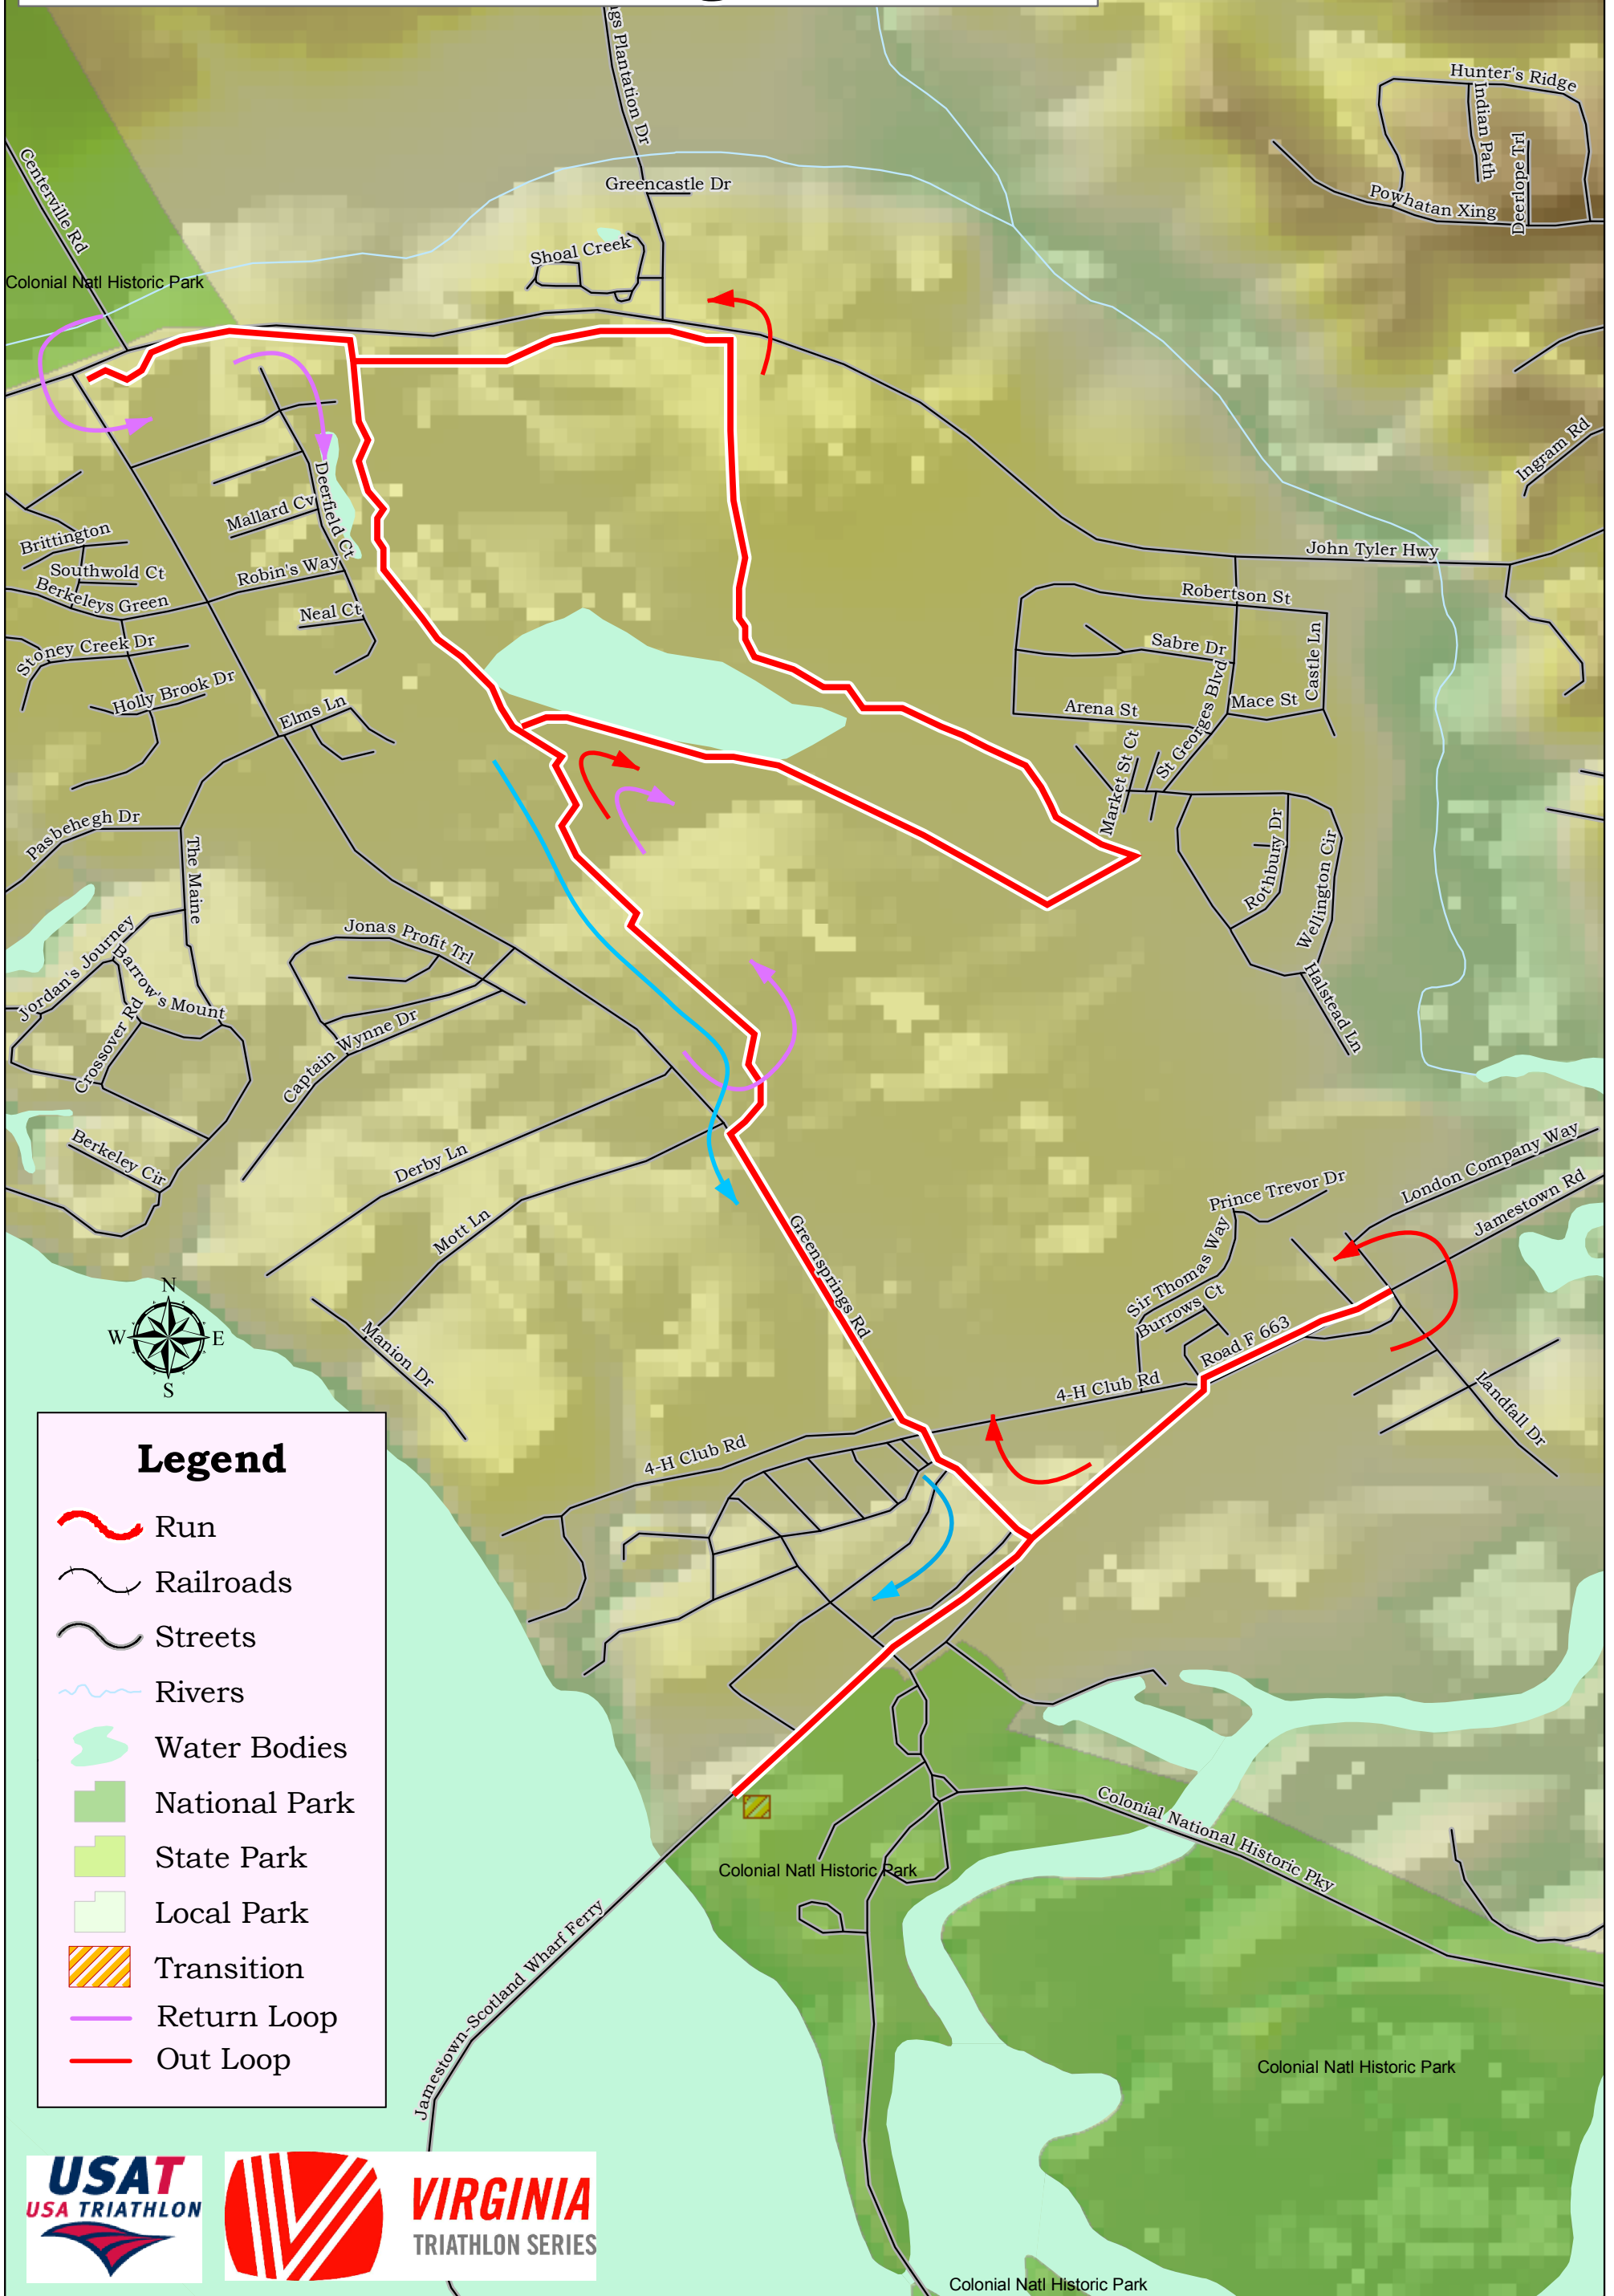 gs Plantation Dr
Hunter's Ridge
Indian Path
Deerlope Trl
Powhatan Xing
Centerville Rd
Greencastle Dr
Shoal Creek
Colonial Natl Historic Park
Ingram Rd
John Tyler Hwy
Deerfield Ct
Mallard Cv
Brittington
Southwold Ct
Robin's Way
Berkeleys Green
Neal Ct
Stoney Creek Dr
Holly Brook Dr
Elms Ln
Robertson St
Sabre Dr
Castle Ln
St Georges Blvd
Mace St
Arena St
Market St Ct
Pasbehegh Dr
The Maine
Rothbury Dr
Wellington Cir
Halstead Ln
Jordan's Journey
Barrow's Mount
Crossover Rd
Jonas Profit Trl
Captain Wynne Dr
Berkeley Cir
Derby Ln
Mott Ln
Manion Dr
Greensprings Rd
London Company Way
Jamestown Rd
Prince Trevor Dr
Sir Thomas Way
Burrows Ct
Road F 663
4-H Club Rd
Landfall Dr
4-H Club Rd
N
W
E
S
Legend
Run
Railroads
Streets
Rivers
Water Bodies
National Park
State Park
Local Park
Transition
Return Loop
Out Loop
Colonial National Historic Pky
Colonial Natl Historic Park
Jamestown-Scotland Wharf Ferry
Colonial Natl Historic Park
USAT
USA TRIATHLON
VIRGINIA
TRIATHLON SERIES
Colonial Natl Historic Park